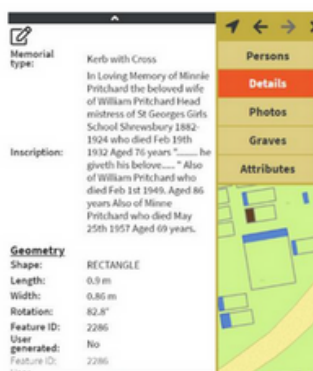 Memorial type:
Kerb with Cross
Inscription:
In Loving Memory of Minnie
Pritchard the beloved wife
of William Pritchard Head
mistress of St Georges Girls
School Shrewsbury 1882-
1924 who died Feb 19th
1932 Aged 76 years "........ he
giveth his belove..... " Also
of William Pritchard who
died Feb 1st 1949. Aged 86
years Also of Minne
Pritchard who died May
25th 1957 Aged 69 years.
Geometry
Shape: RECTANGLE
Length: 0.9 m
Width: 0.86 m
Rotation: 82.8°
Feature ID: 2286
User generated: No
Feature ID: 2286
Persons
Details
Photos
Graves
Attributes